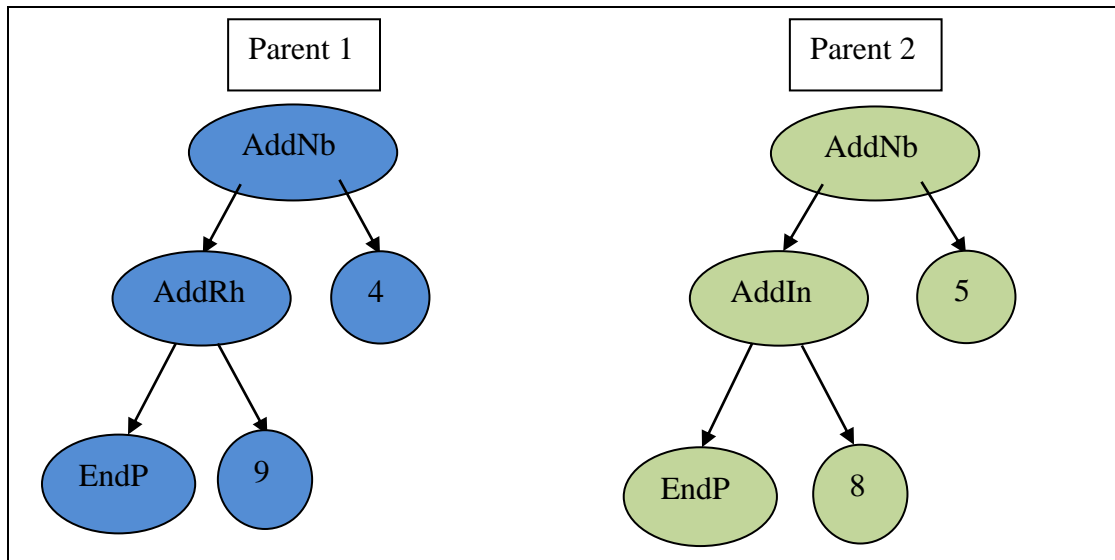 Parent 1
Parent 2
AddNb
AddNb
AddRh
4
AddIn
5
EndP
9
EndP
8